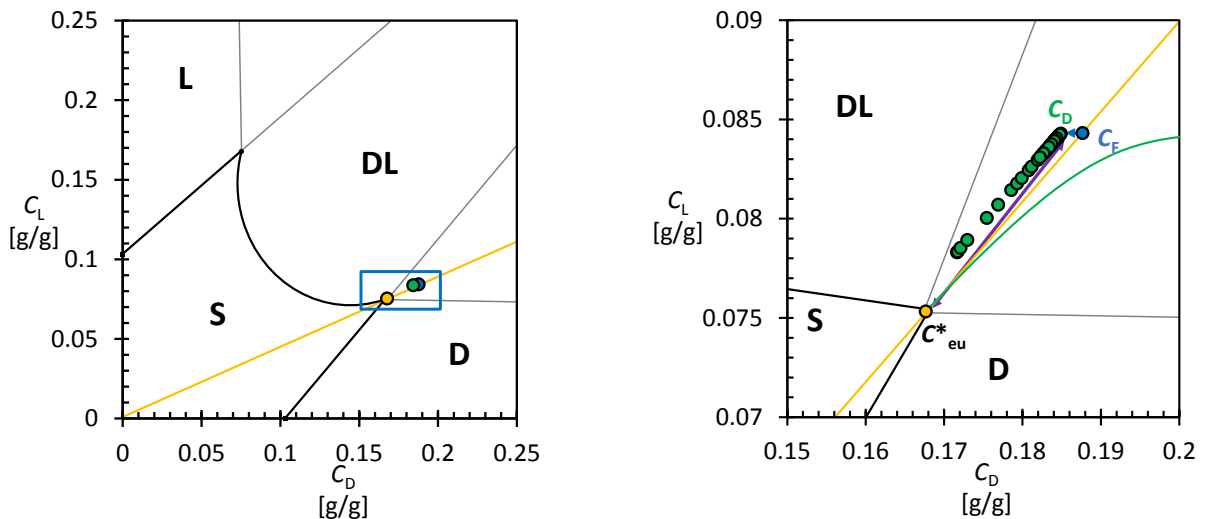 0.25
0.2
0.15
0.1
0.05
0
C_L
[g/g]
L
DL
S
D
0 0.05 0.1 0.15 0.2 0.25
C_D
[g/g]
0.09
0.085
0.08
0.075
0.07
C_L
[g/g]
DL
C_D
C_F
S
C*_eu
D
0.15 0.16 0.17 0.18 0.19 0.2
C_D
[g/g]